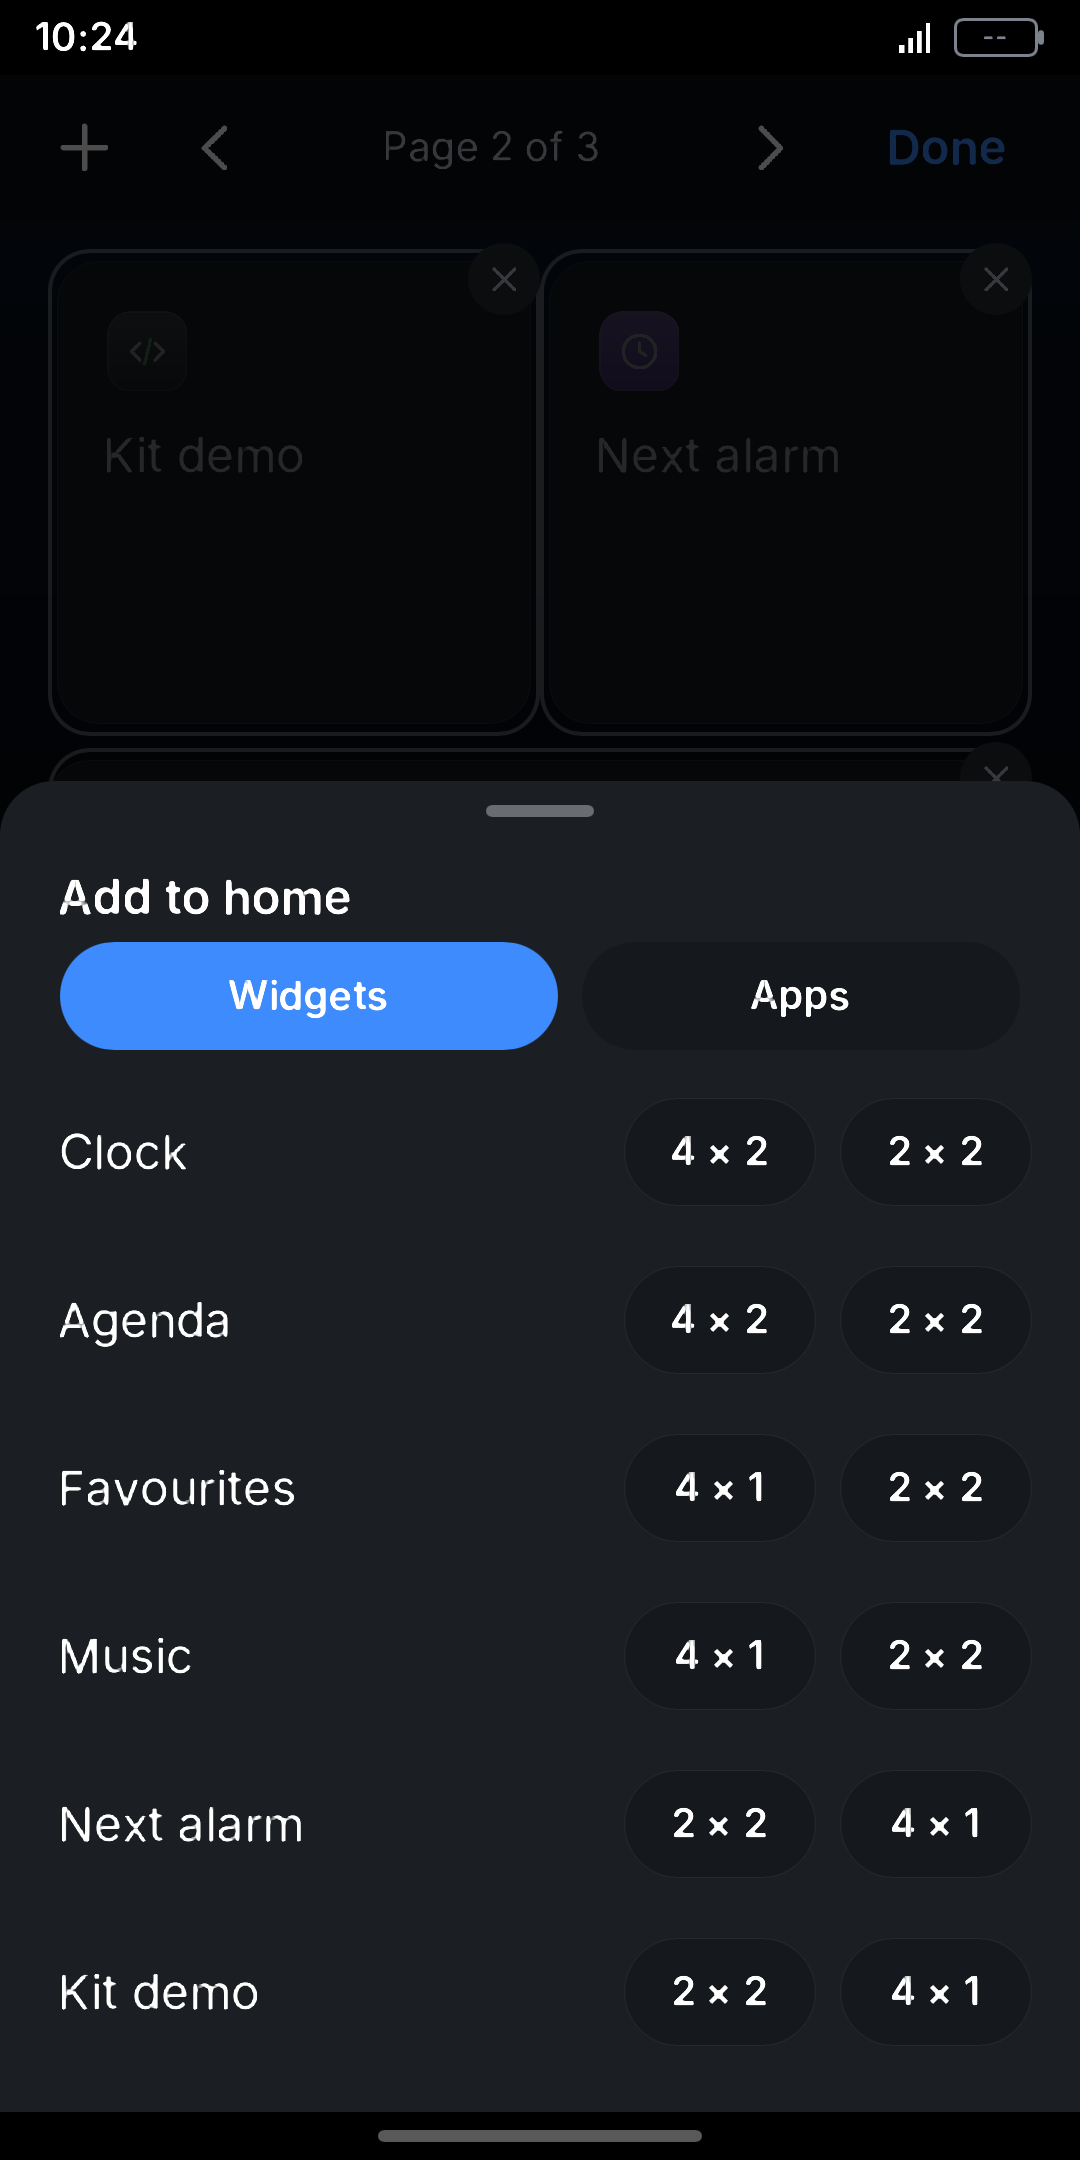 10:24
--
Page 2 of 3
Done
Kit demo
Next alarm
Add to home
Widgets
Apps
Clock
4 × 2
2 × 2
Agenda
4 × 2
2 × 2
Favourites
4 × 1
2 × 2
Music
4 × 1
2 × 2
Next alarm
2 × 2
4 × 1
Kit demo
2 × 2
4 × 1